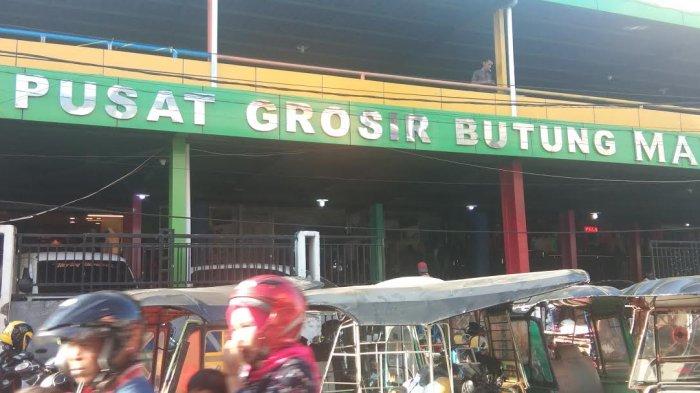 PUSAT GROSIR BUTUNG MA